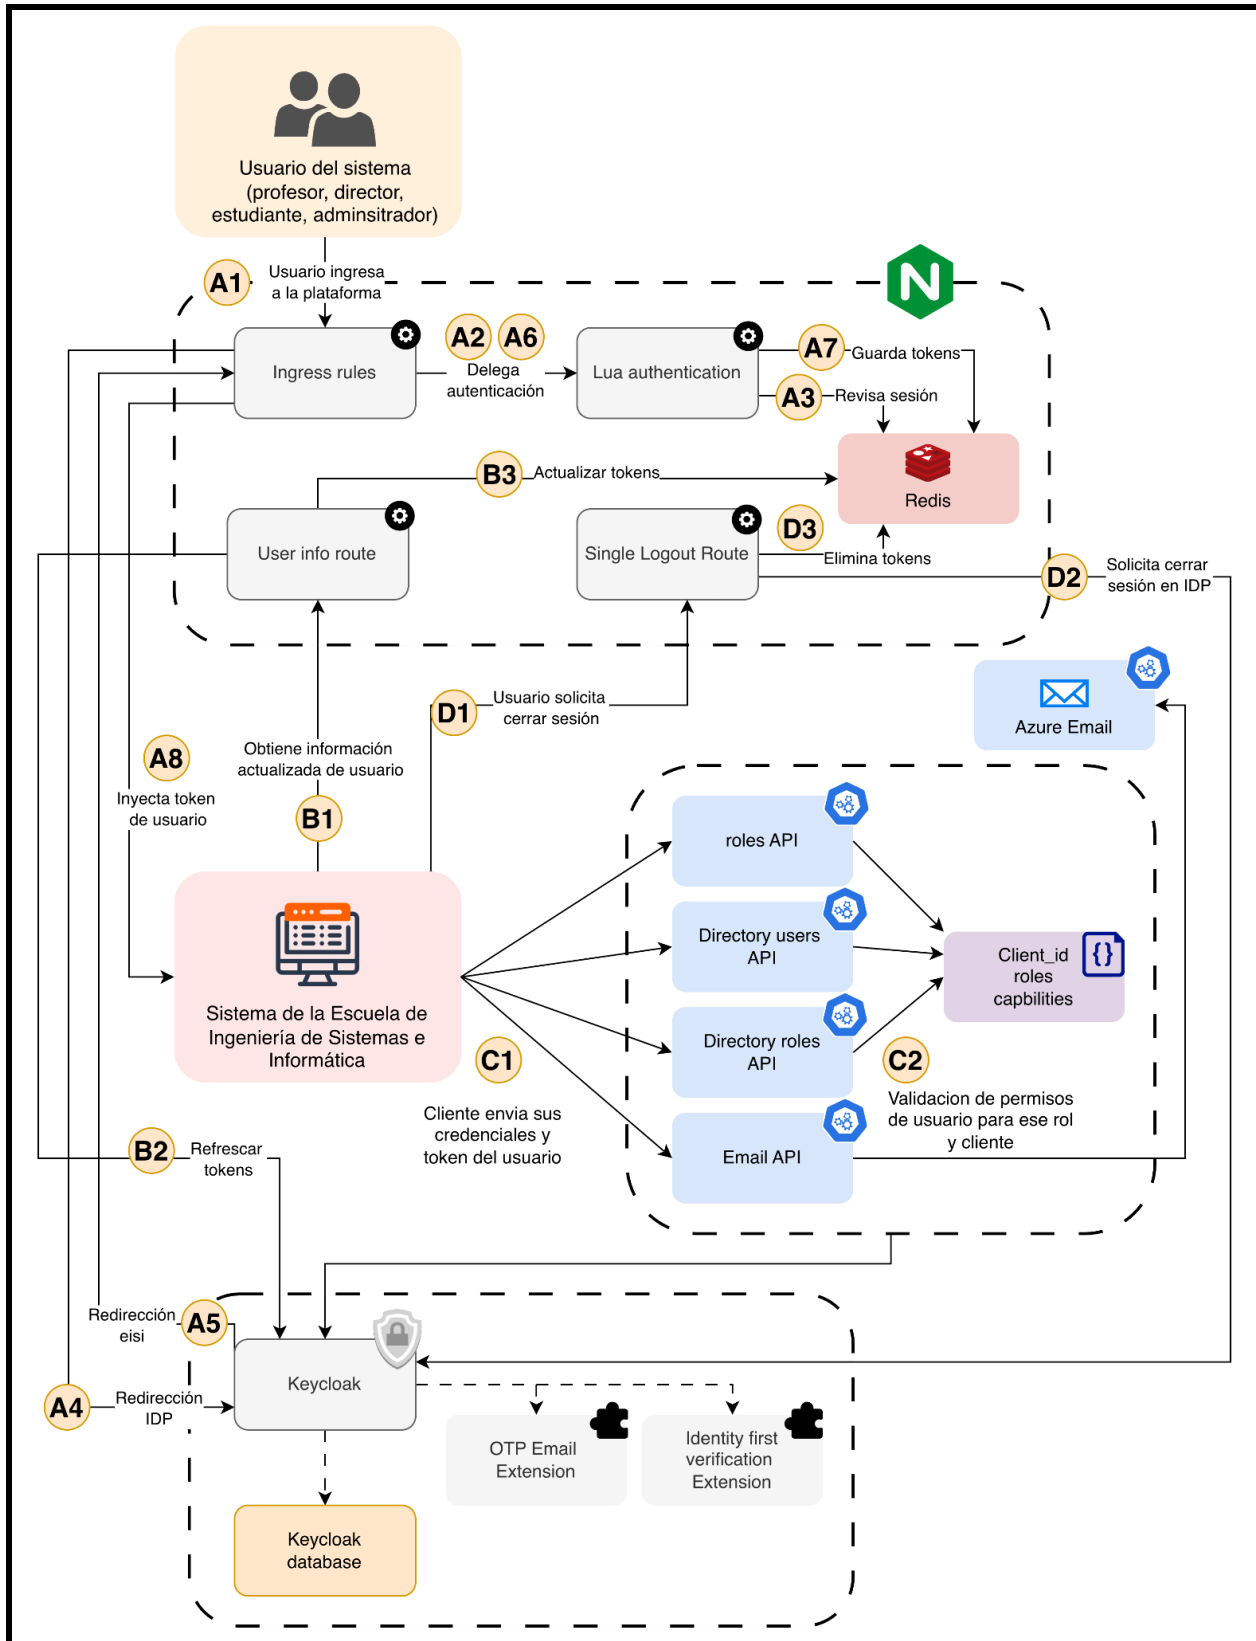 Usuario del sistema
(profesor, director,
estudiante, adminsitrador)
A1
Usuario ingresa
a la plataforma
N
Ingress rules
A2
A6
Delega
autenticación
Lua authentication
A7
Guarda tokens
A3
Revisa sesión
Redis
B3
Actualizar tokens
User info route
Single Logout Route
D3
Elimina tokens
D2
Solicita cerrar
sesión en IDP
D1
Usuario solicita
cerrar sesión
Azure Email
A8
Inyecta token
de usuario
Obtiene información
actualizada de usuario
B1
roles API
Directory users
API
Directory roles
API
Email API
Client_id
roles
capbilities
{}
Sistema de la Escuela de
Ingeniería de Sistemas e
Informática
C1
Cliente envia sus
credenciales y
token del usuario
C2
Validacion de permisos
de usuario para ese rol
y cliente
B2
Refrescar
tokens
Redirección
eisi
A5
A4
Redirección
IDP
Keycloak
OTP Email
Extension
Identity first
verification
Extension
Keycloak
database